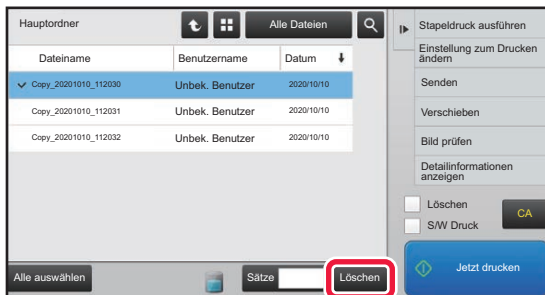 Hauptordner
Alle Dateien
Dateiname Benutzername Datum
Copy_20201010_112030 Unbek. Benutzer 2020/10/10
Copy_20201010_112031 Unbek. Benutzer 2020/10/10
Copy_20201010_112032 Unbek. Benutzer 2020/10/10
Alle auswählen Sätze Löschen
Stapeldruck ausführen
Einstellung zum Drucken
ändern
Senden
Verschieben
Bild prüfen
Detailinformationen
anzeigen
Löschen
S/W Druck
CA
Jetzt drucken